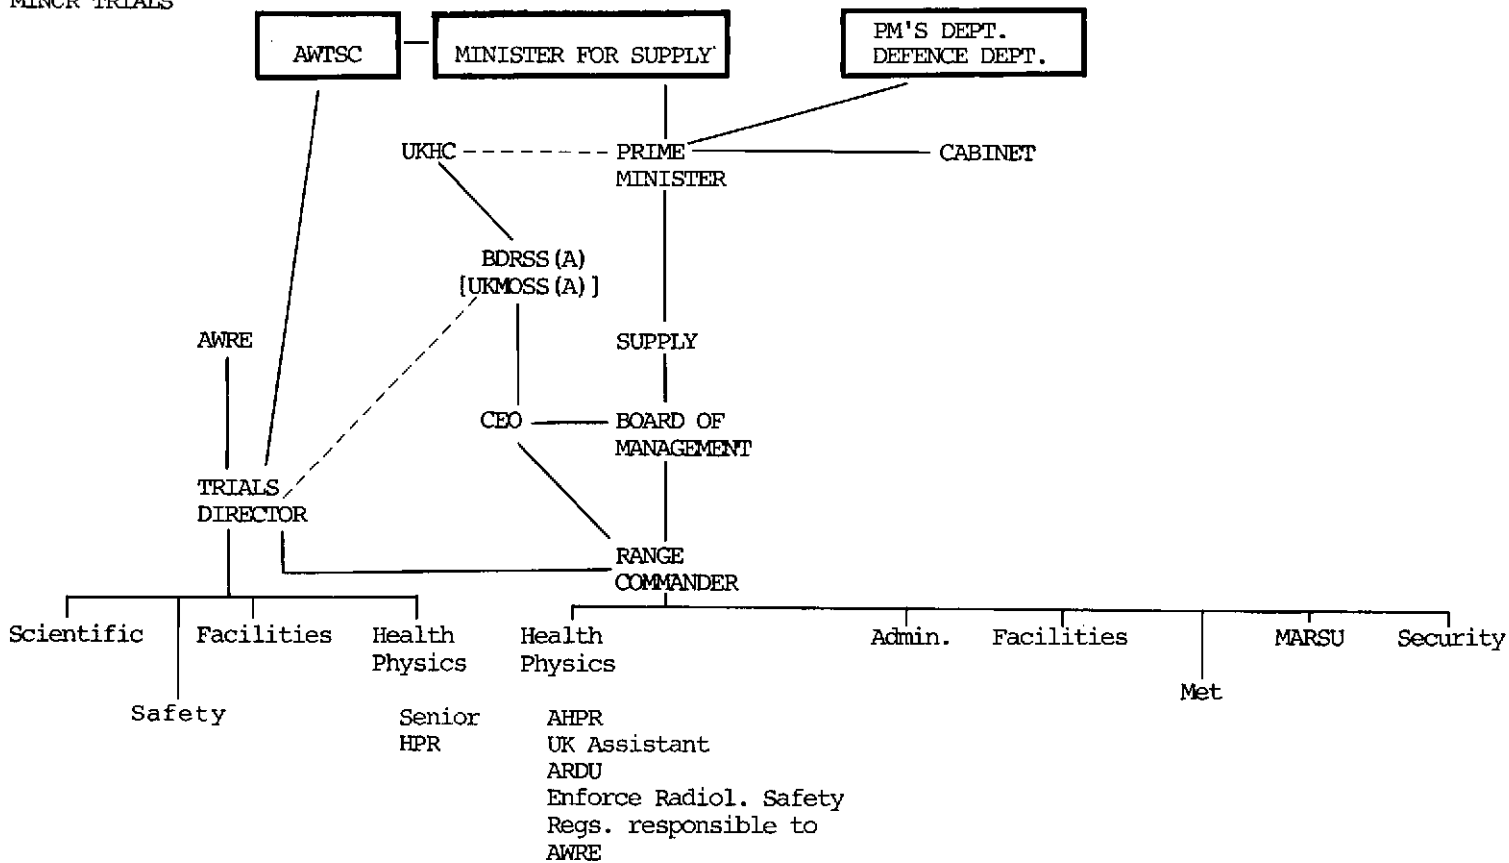 MINOR TRIALS
AWTSC
MINISTER FOR SUPPLY
PM'S DEPT.
DEFENCE DEPT.
UKHC
PRIME
MINISTER
CABINET
BDRSS(A)
[UKMOSS(A)]
AWRE
SUPPLY
CEO
BOARD OF
MANAGEMENT
TRIALS
DIRECTOR
RANGE
COMMANDER
Scientific
Facilities
Health
Physics
Health
Physics
Admin.
Facilities
MARSU
Security
Safety
Met
Senior
HPR
AHPR
UK Assistant
ARDU
Enforce Radiol. Safety
Regs. responsible to
AWRE